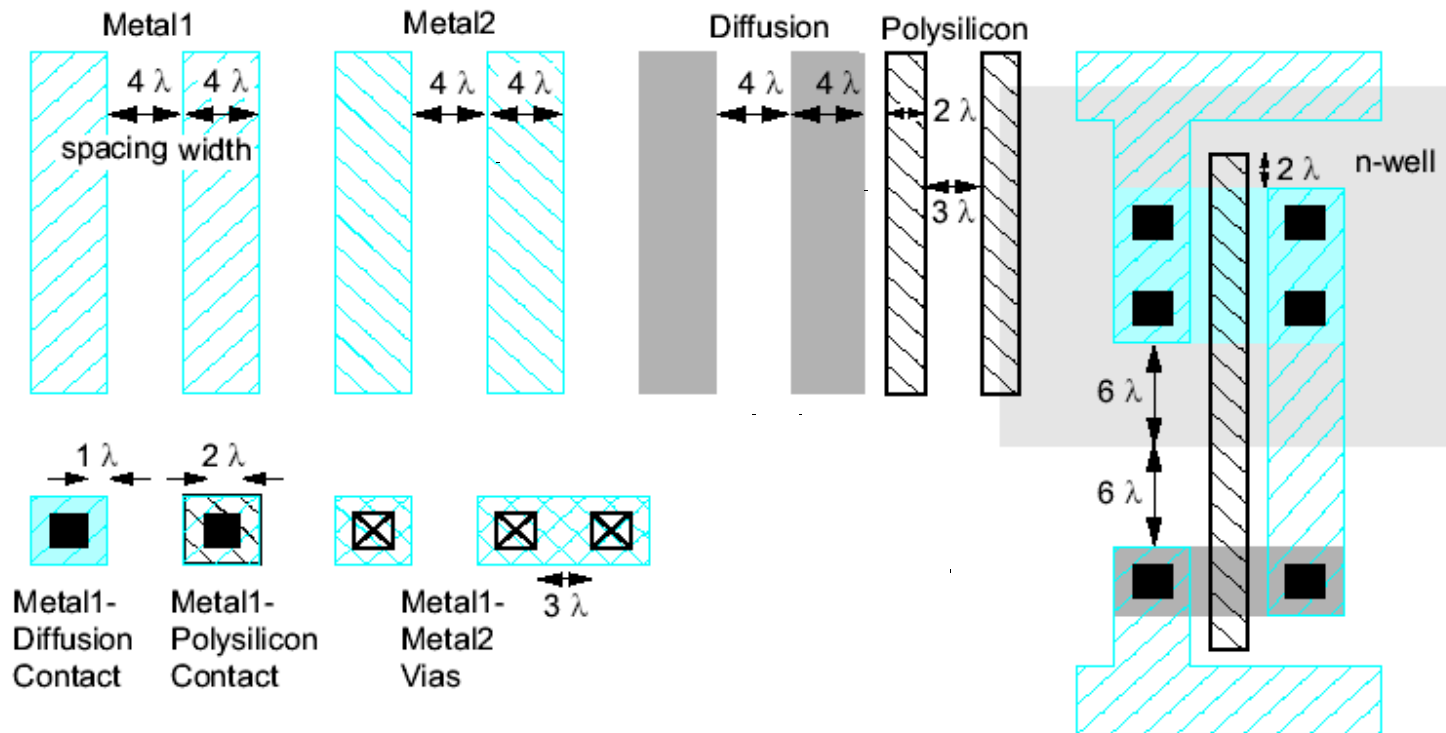 Metal1
Metal2
Diffusion
Polysilicon
4 λ
4 λ
4 λ
4 λ
4 λ
4 λ
2 λ
spacing width
3 λ
2 λ
n-well
6 λ
6 λ
1 λ
2 λ
3 λ
Metal1-
Diffusion
Contact
Metal1-
Polysilicon
Contact
Metal1-
Metal2
Vias